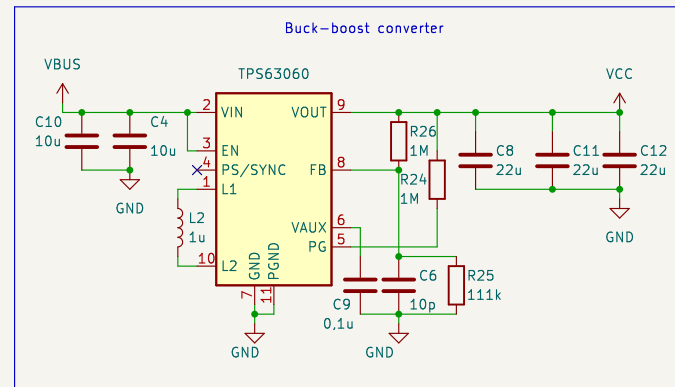 Buck-boost converter
VBUS
TPS63060
VCC
C10
10u
C4
10u
2
VIN
VOUT
9
R26
1M
3
EN
4
PS/SYNC
FB
8
1
L1
R24
1M
C8
22u
C11
22u
C12
22u
GND
L2
1u
VAUX
6
PG
5
10
L2
GND
PGND
7
11
C9
0,1u
C6
10p
R25
111k
GND
GND
GND